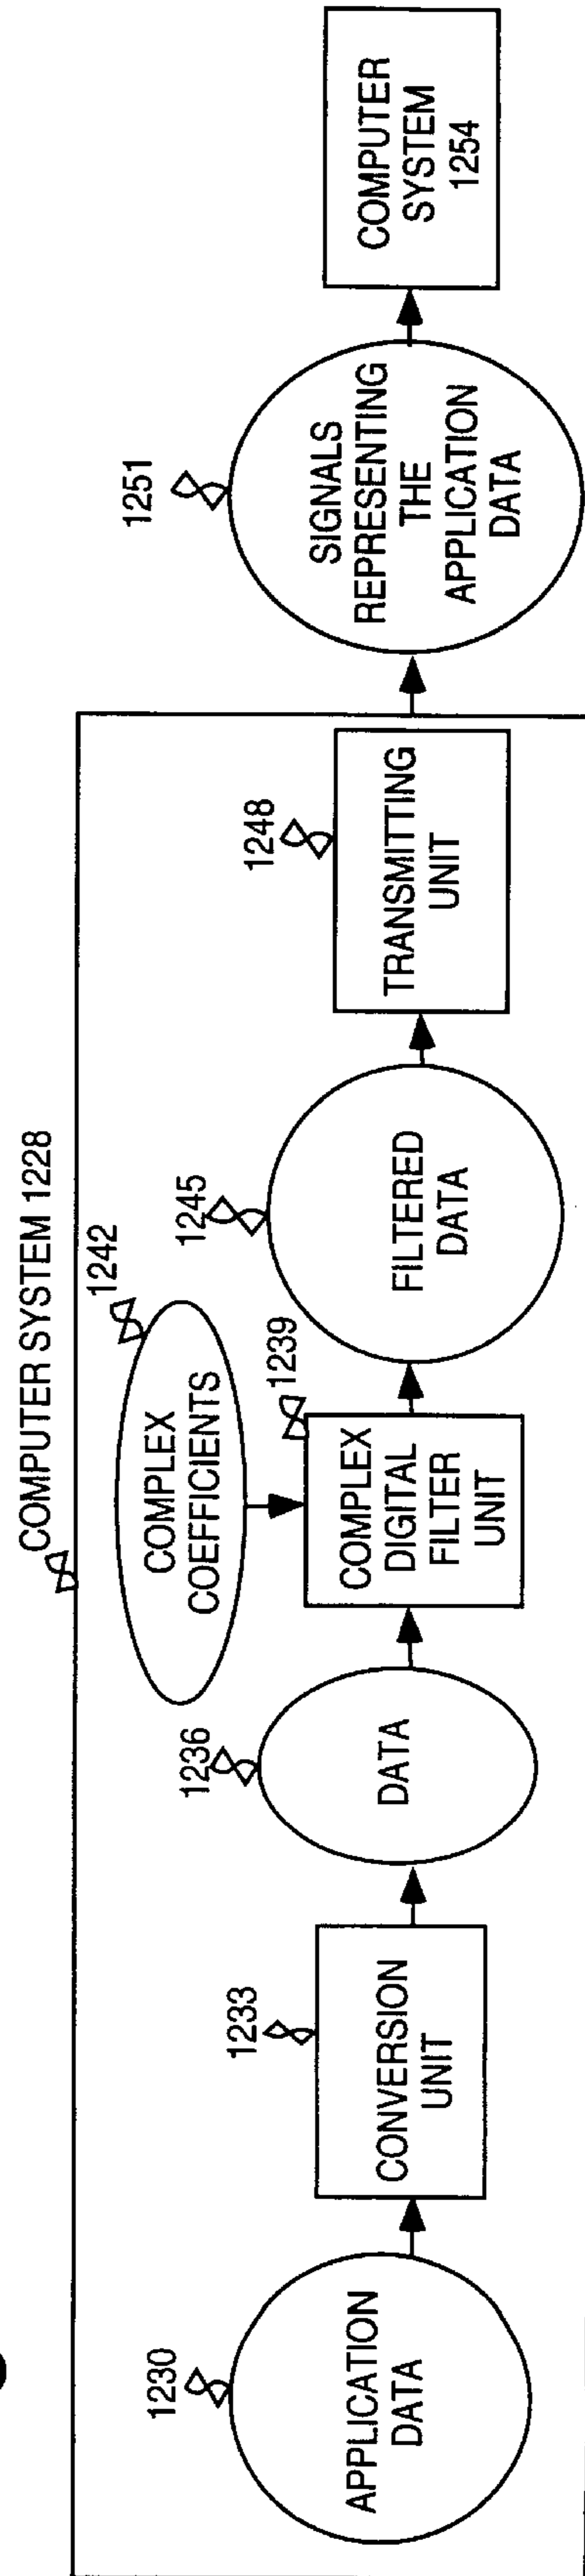 COMPUTER SYSTEM 1228
1230
APPLICATION
DATA
1233
CONVERSION
UNIT
1236
DATA
1242
COMPLEX
COEFFICIENTS
1239
COMPLEX
DIGITAL
FILTER
UNIT
1245
FILTERED
DATA
1248
TRANSMITTING
UNIT
1251
SIGNALS
REPRESENTING
THE
APPLICATION
DATA
COMPUTER
SYSTEM
1254